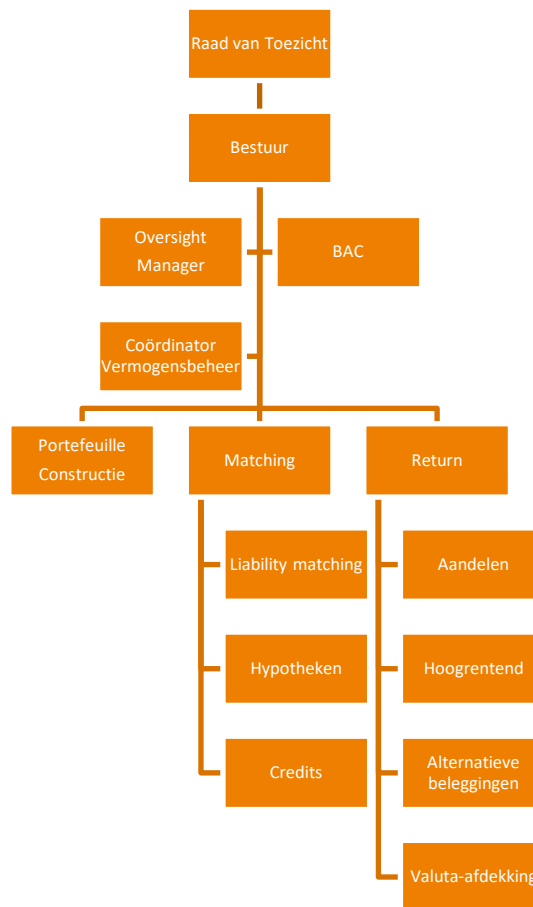 Raad van Toezicht
Bestuur
Oversight
Manager
BAC
Coördinator
Vermogensbeheer
Portefeuille
Constructie
Matching
Return
Liability matching
Aandelen
Hypotheken
Hoogrentend
Credits
Alternatieve
beleggingen
Valuta-afdekking